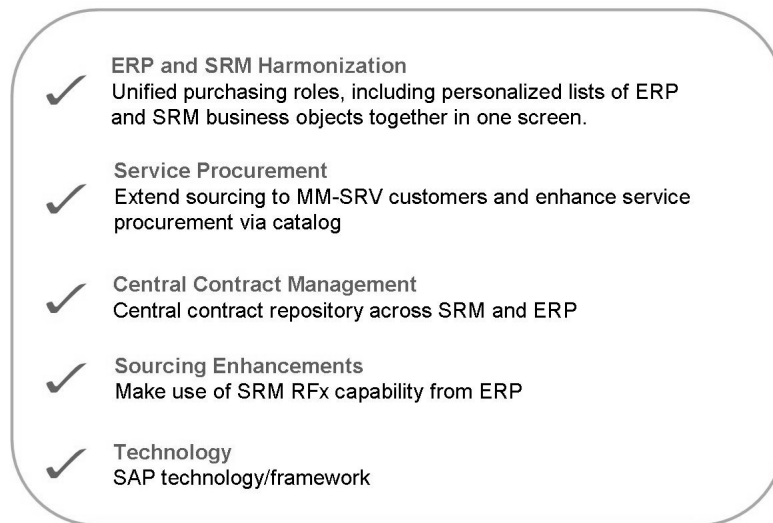 ERP and SRM Harmonization
Unified purchasing roles, including personalized lists of ERP
and SRM business objects together in one screen.
Service Procurement
Extend sourcing to MM-SRV customers and enhance service
procurement via catalog
Central Contract Management
Central contract repository across SRM and ERP
Sourcing Enhancements
Make use of SRM RFx capability from ERP
Technology
SAP technology/framework